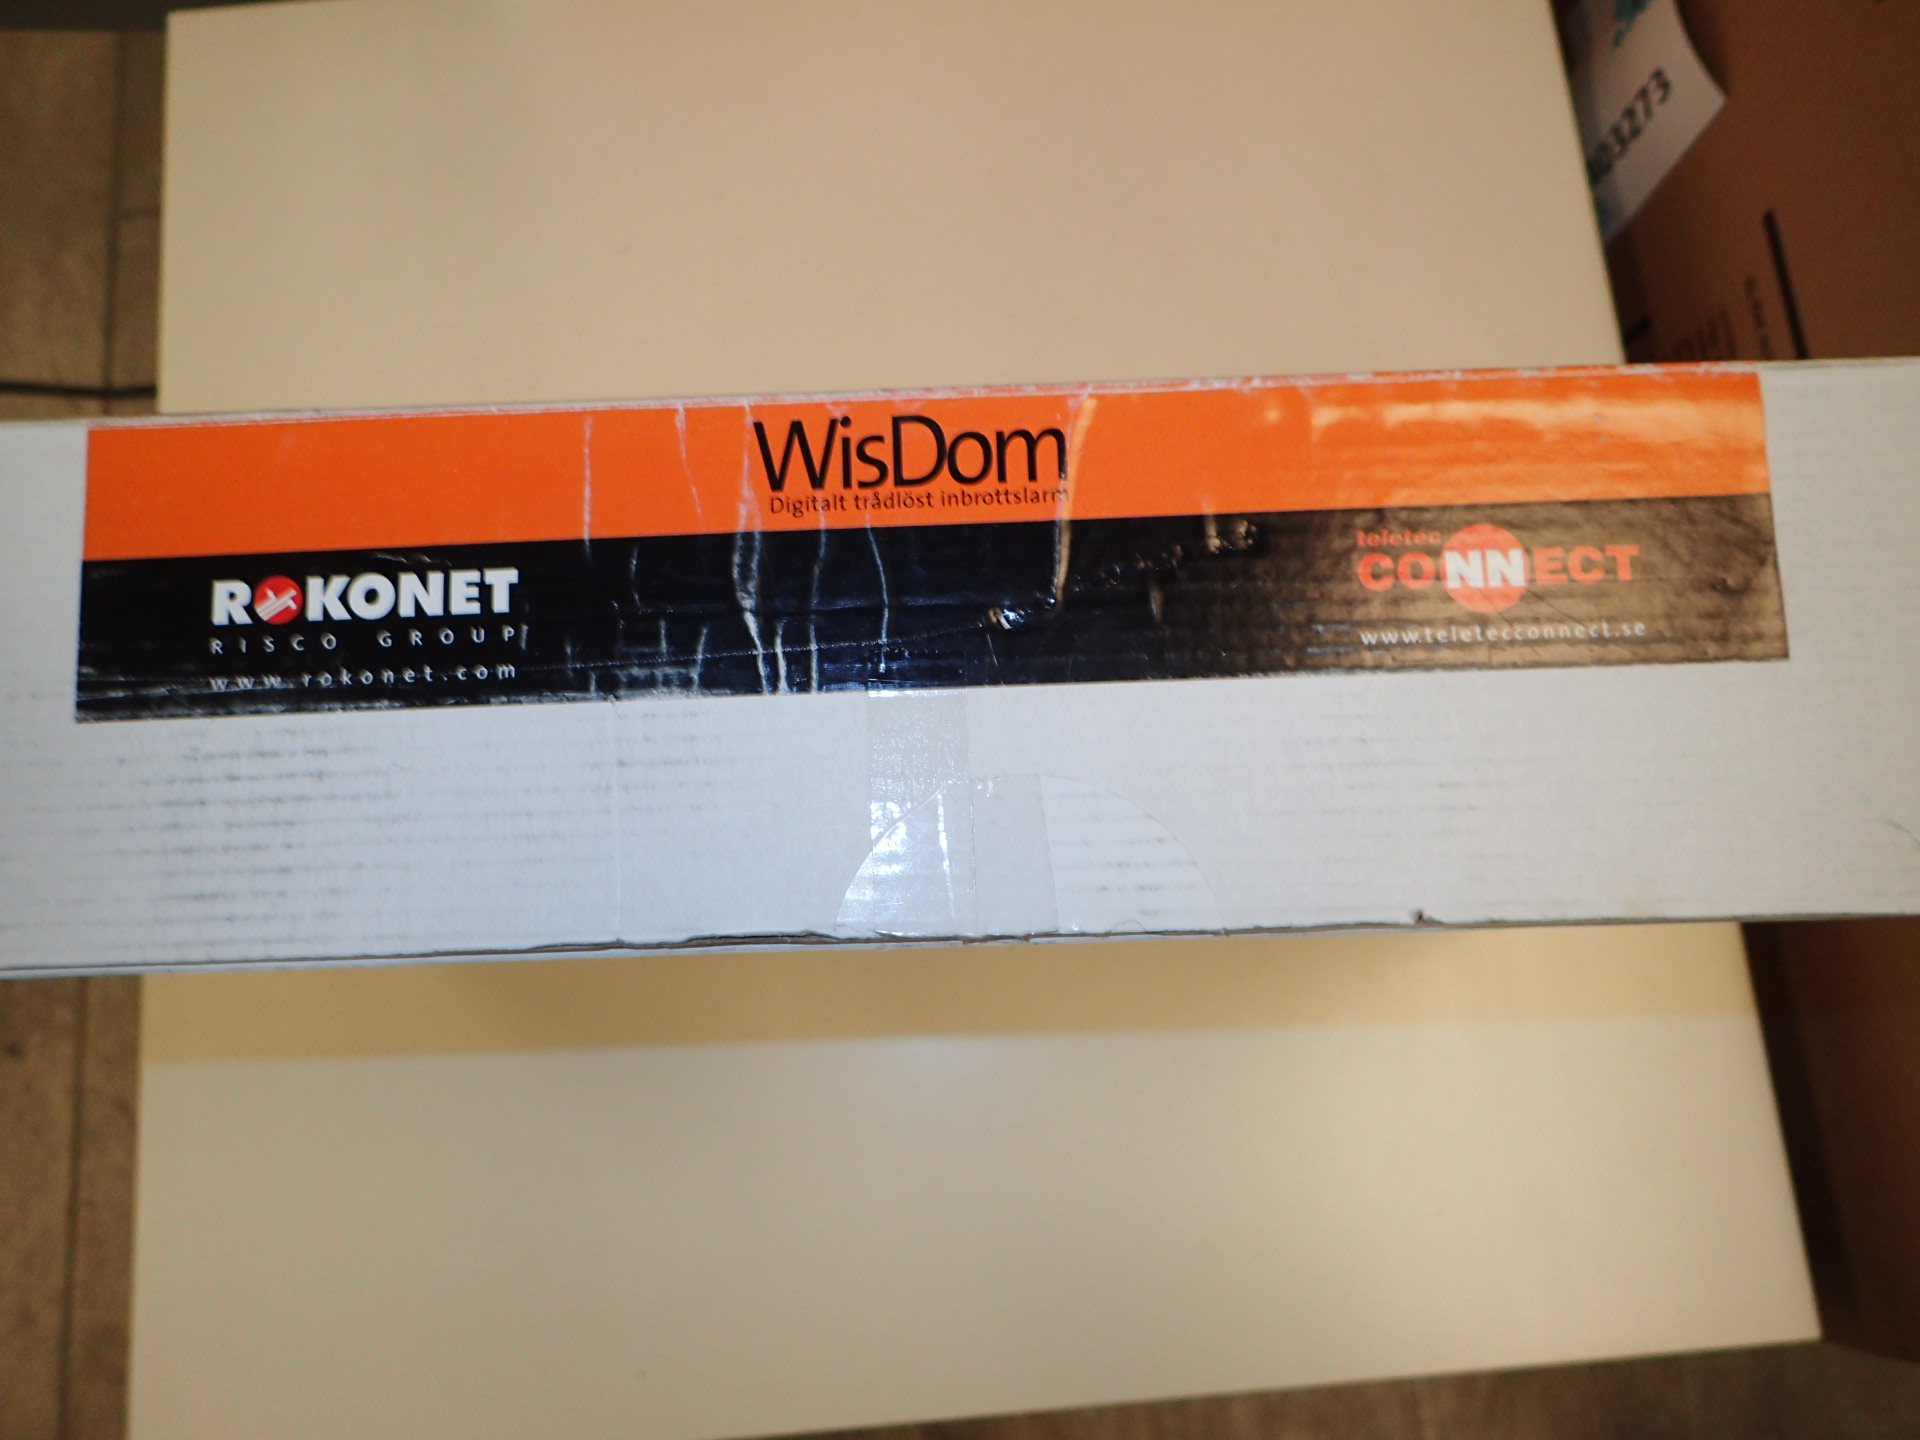 WisDom
Digitalt trådlöst inbrottslarm
ROKONET
RISCO GROUP
www.rokonet.com
teletec
CONNECT
www.teletecconnect.se